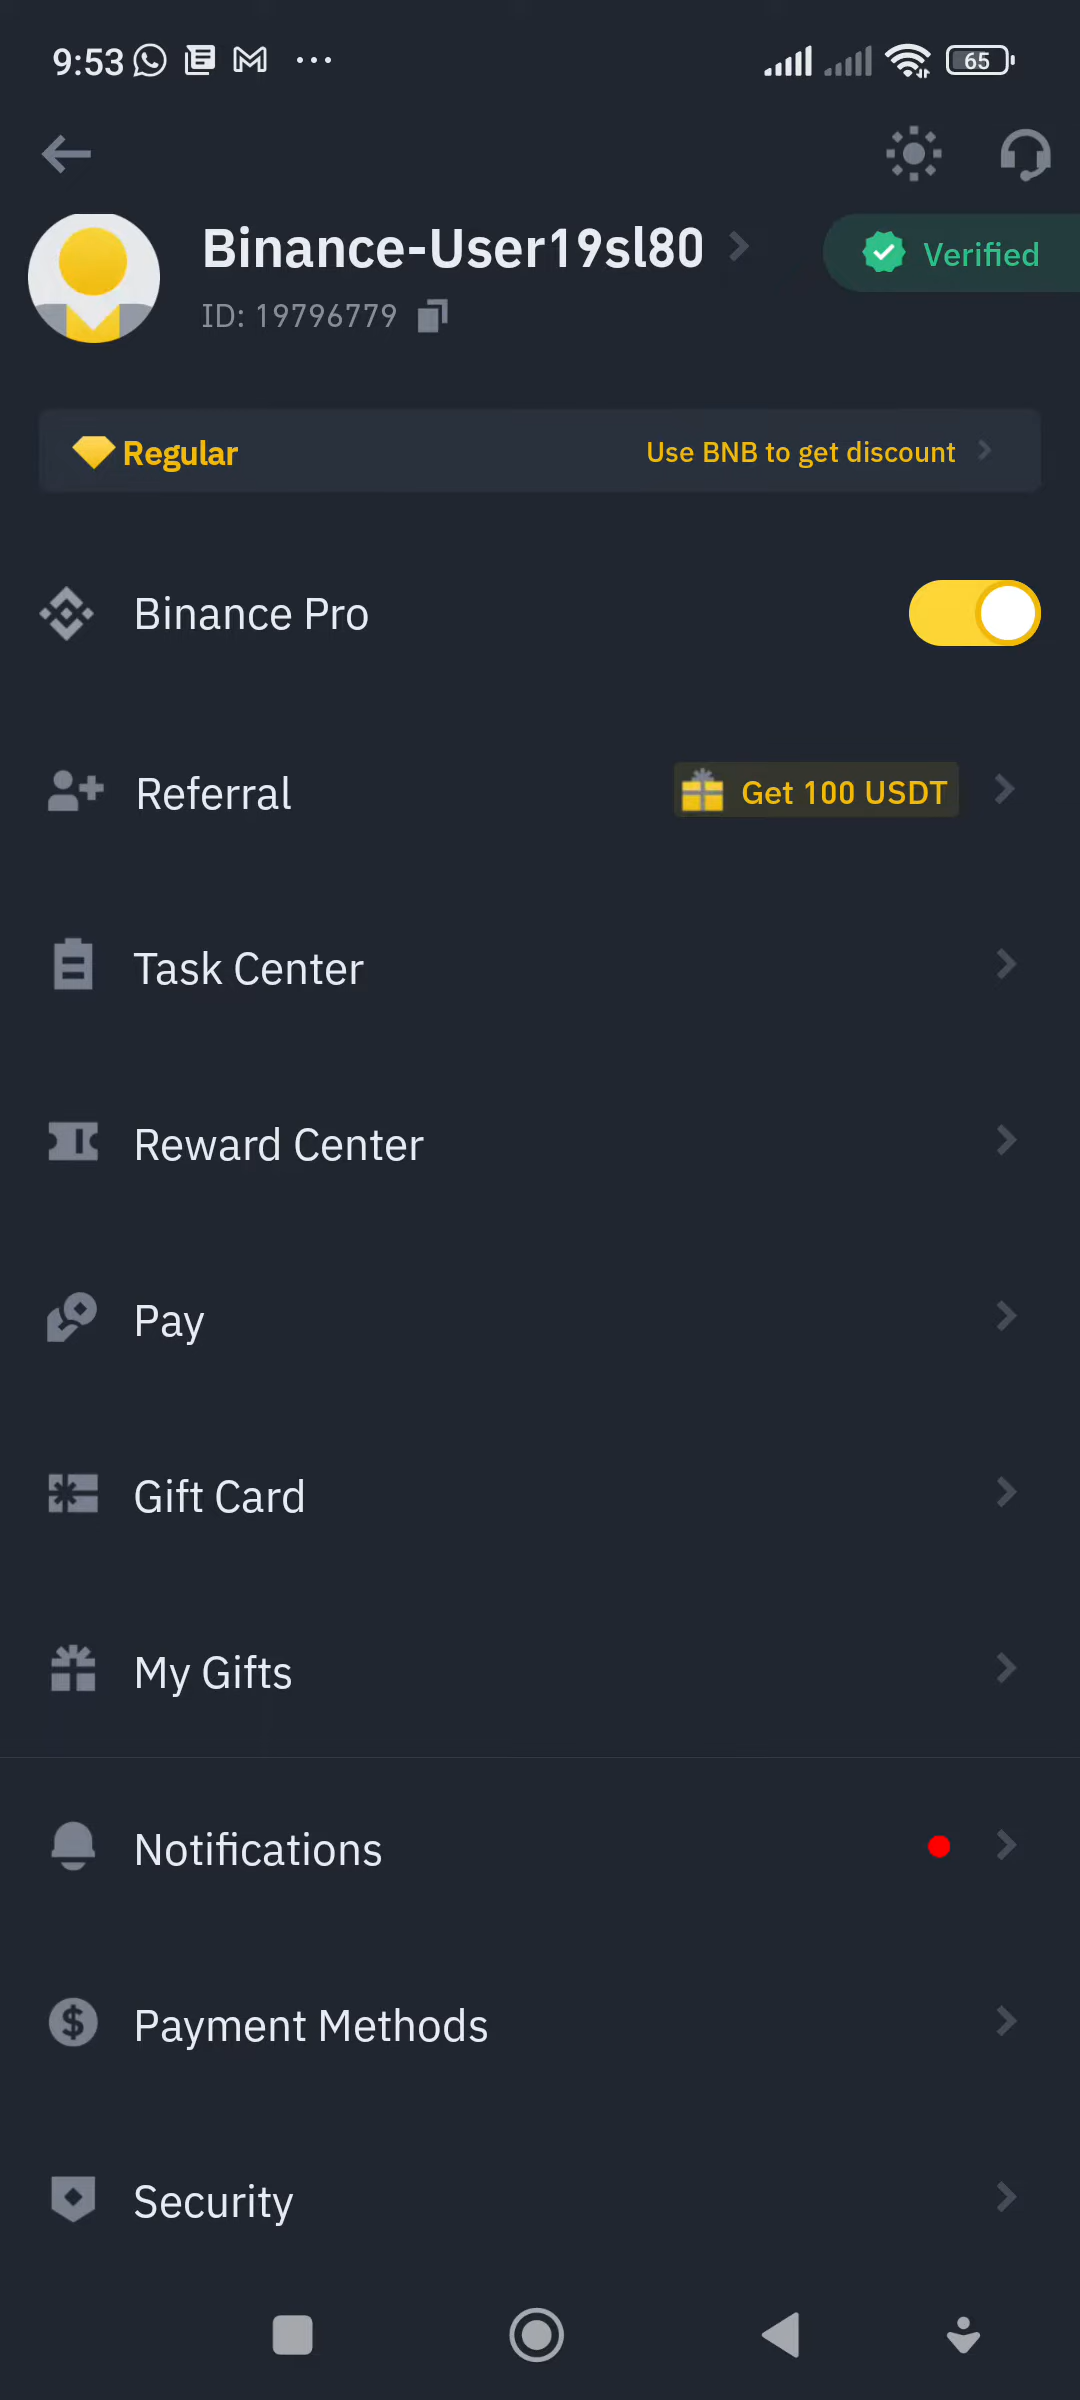 9:53
65
Binance-User19sl80
Verified
ID: 19796779
Regular
Use BNB to get discount
Binance Pro
Referral
Get 100 USDT
Task Center
Reward Center
Pay
Gift Card
My Gifts
Notifications
Payment Methods
Security